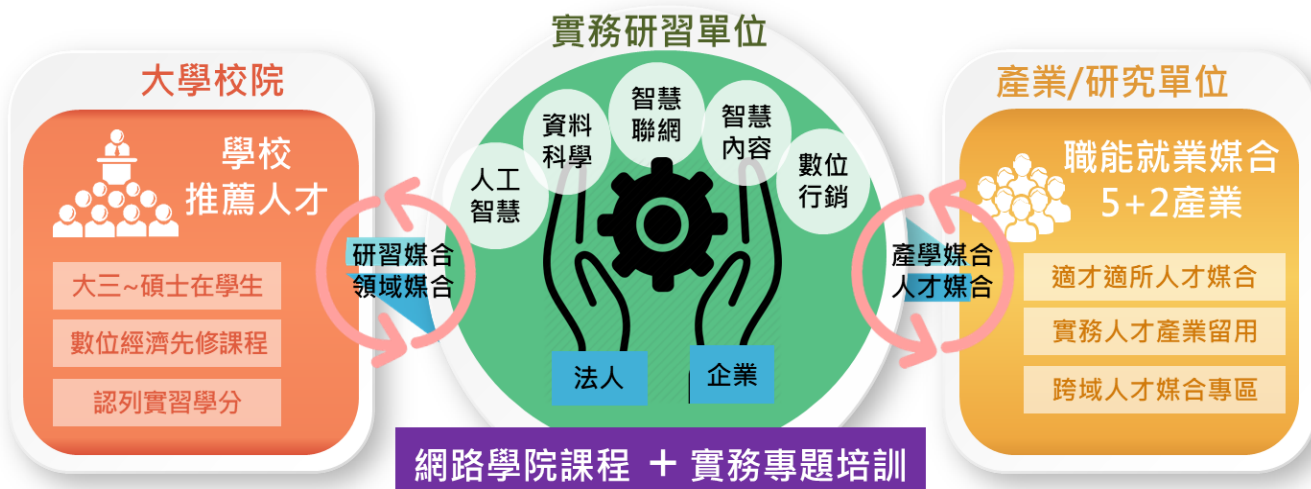 大學校院
學校
推薦人才
大三~碩士在學生
數位經濟先修課程
認列實習學分
研習媒合
領域媒合
實務研習單位
人工
智慧
資料
科學
智慧
聯網
智慧
內容
數位
行銷
法人
企業
網路學院課程 + 實務專題培訓
產學媒合
人才媒合
產業/研究單位
職能就業媒合
5+2產業
適才適所人才媒合
實務人才產業留用
跨域人才媒合專區